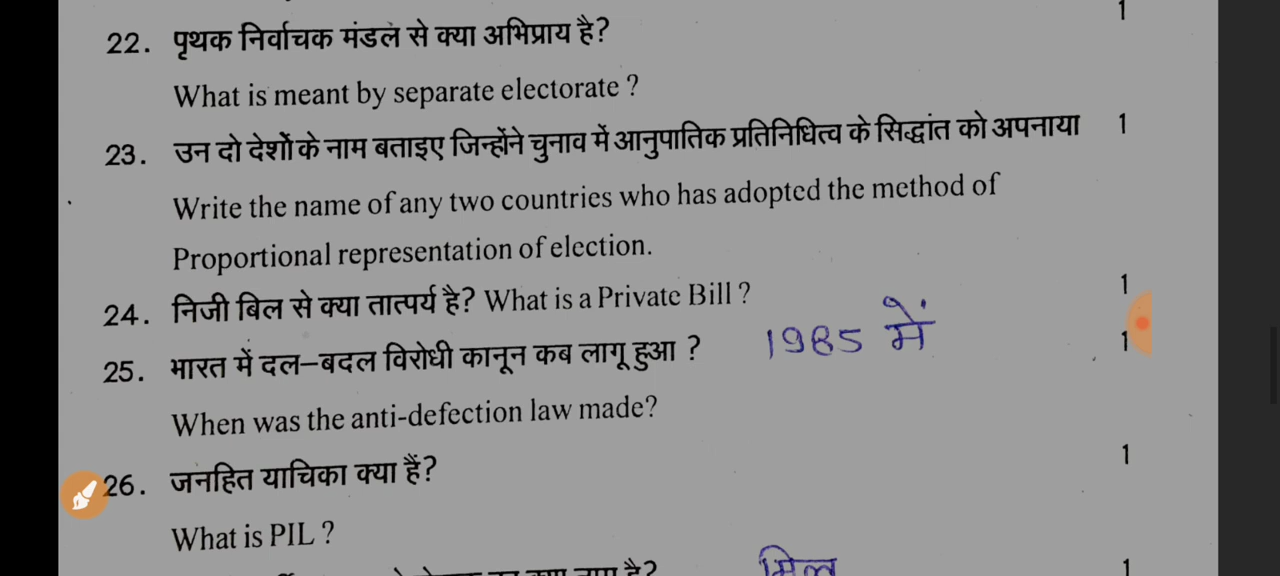 1
22. पृथक निर्वाचक मंडल से क्या अभिप्राय है?
What is meant by separate electorate ?
23. उन दो देशों के नाम बताइए जिन्होंने चुनाव में आनुपातिक प्रतिनिधित्व के सिद्धांत को अपनाया 1
Write the name of any two countries who has adopted the method of
Proportional representation of election.
24. निजी बिल से क्या तात्पर्य है? What is a Private Bill ? 1
25. भारत में दल-बदल विरोधी कानून कब लागू हुआ ? 1985 में 1
When was the anti-defection law made?
26. जनहित याचिका क्या हैं? 1
What is PIL ?
क्या नाम है? मिल 1